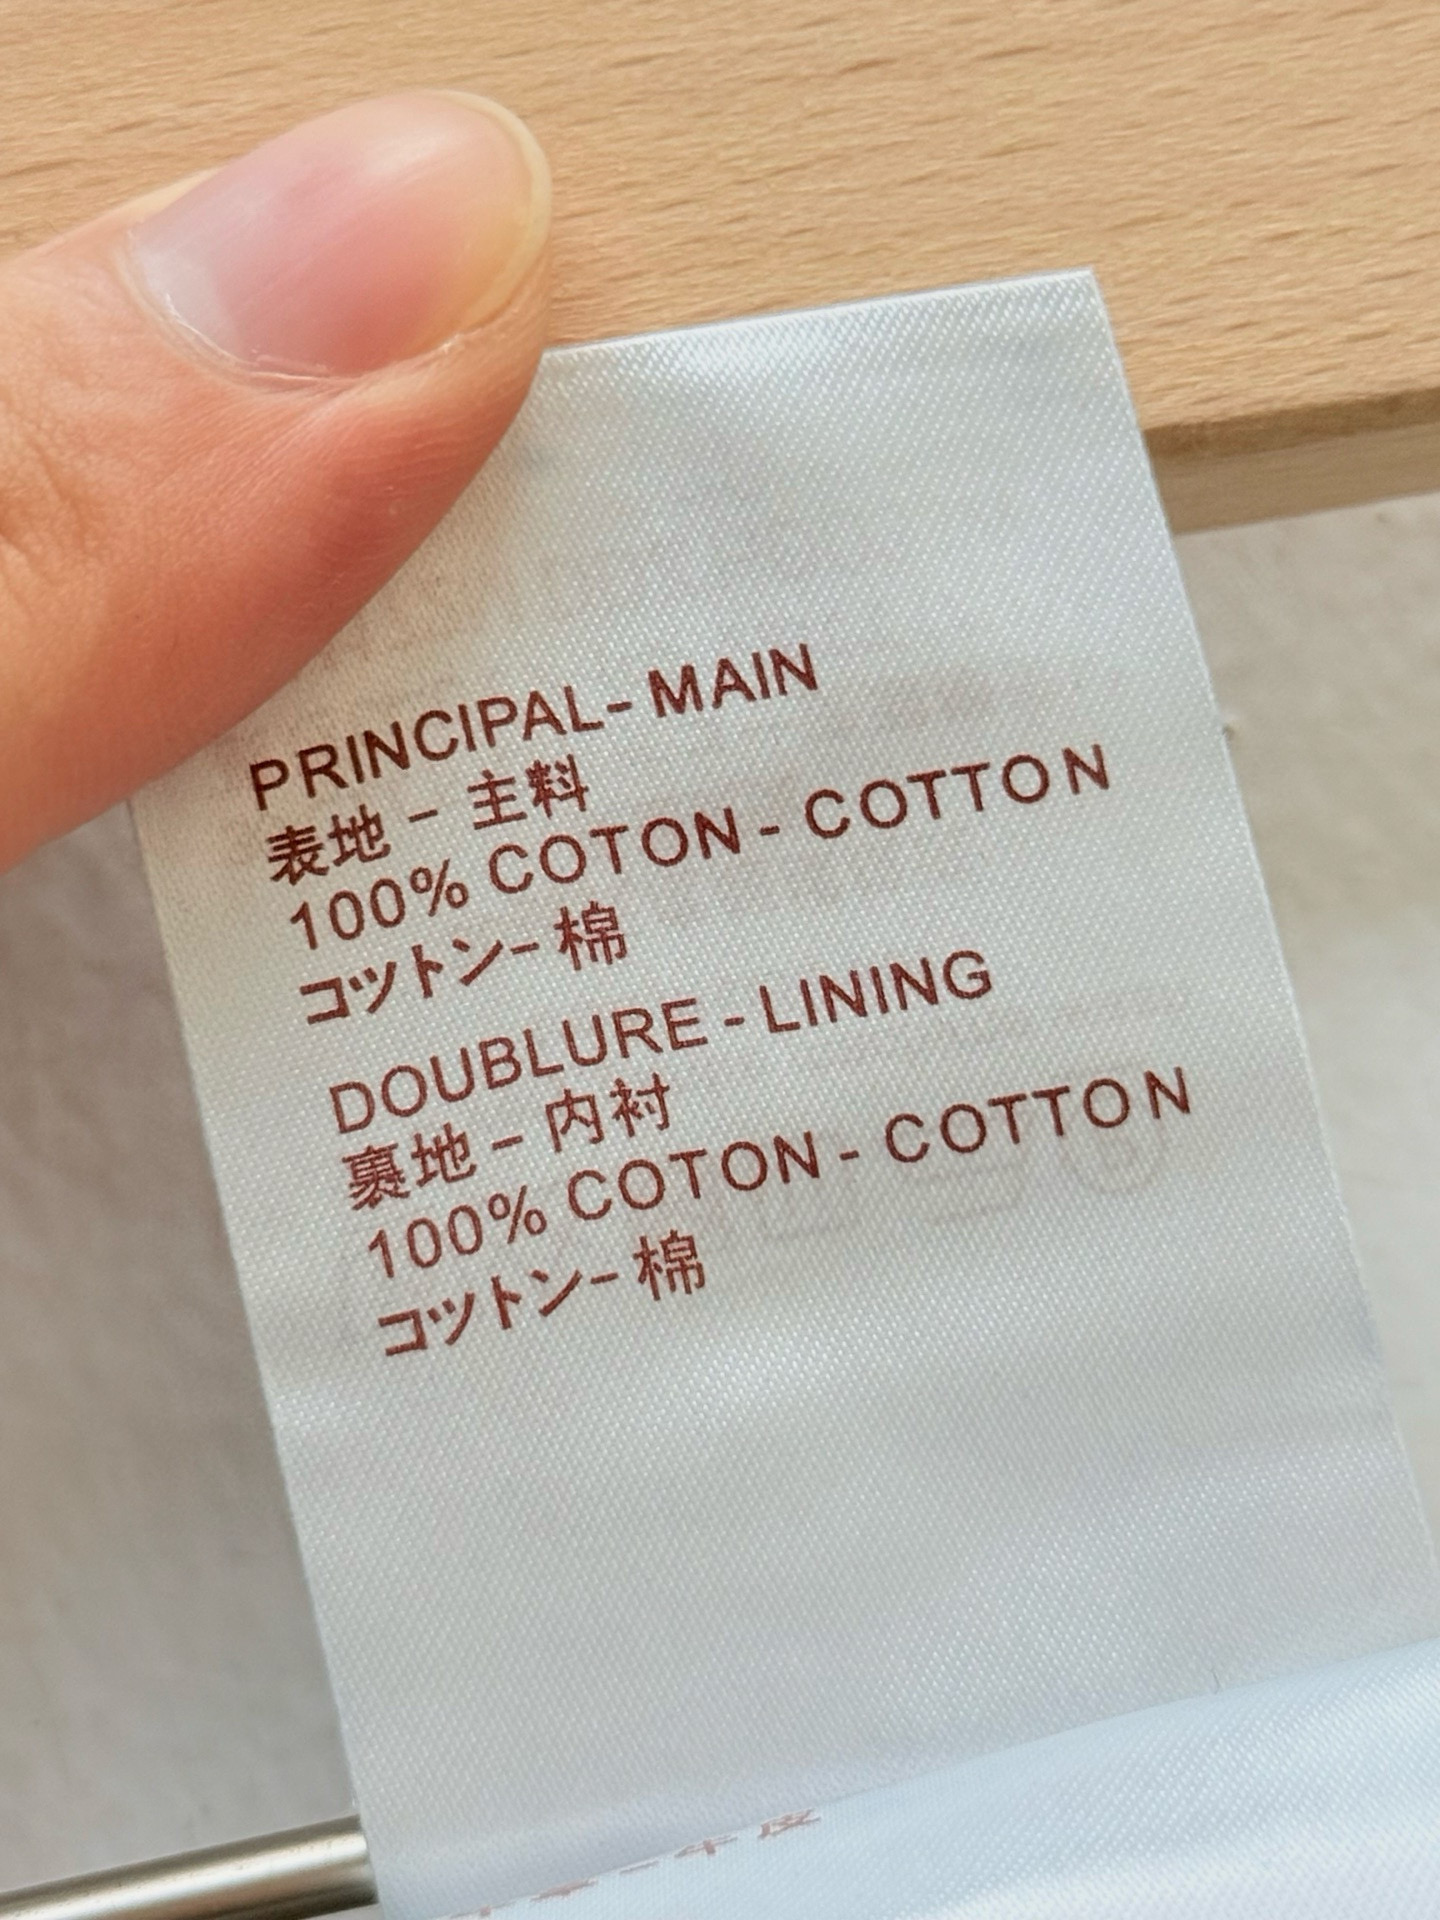 PRINCIPAL- MAIN
表地 - 主料
100% COTON - COTTON
コットン- 棉
DOUBLURE - LINING
裏地 - 内衬
100% COTON - COTTON
コットン- 棉